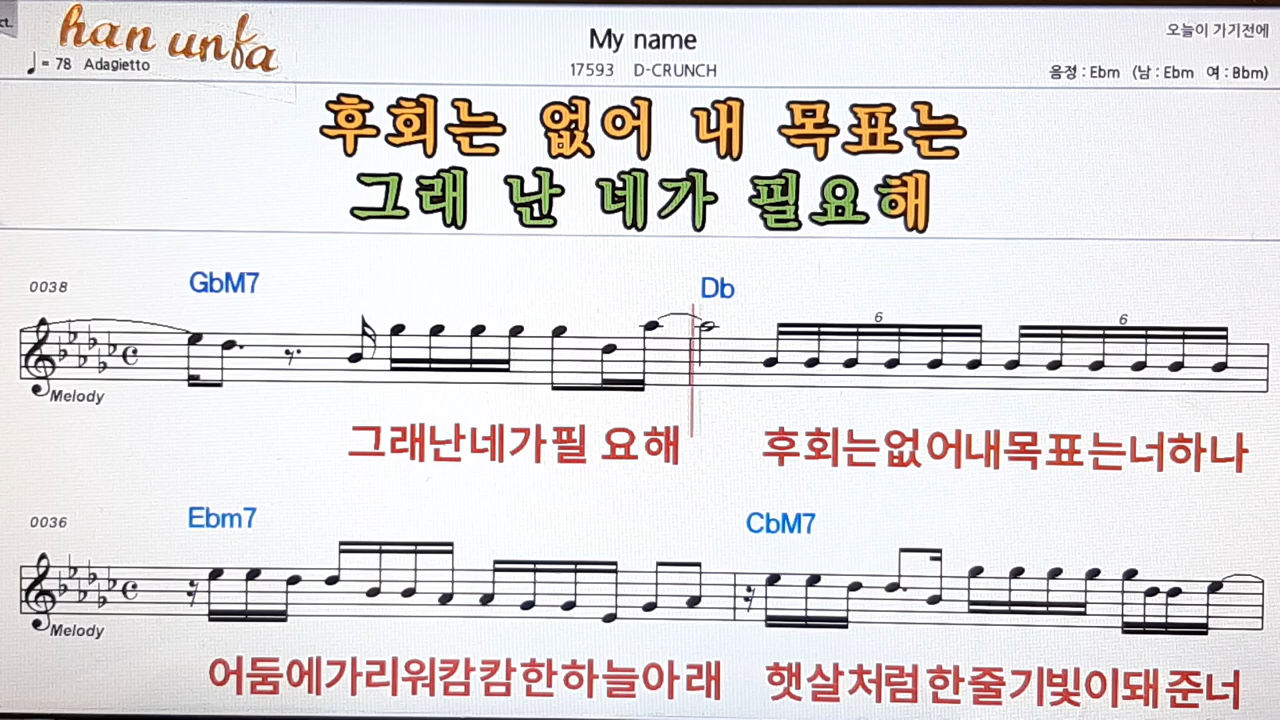 ct.
han unfa
오늘이 가기전에
My name
♩= 78 Adagietto
17593 D-CRUNCH
음정 : Ebm (남 : Ebm 여 : Bbm)
후회는 없어 내 목표는
그래 난 네가 필요해
0038 GbM7 Db
6 6
Melody
그래난네가필 요해 후회는없어내목표는너하나
0036 Ebm7 CbM7
Melody
어둠에가리워캄캄한하늘아래 햇살처럼한줄기빛이돼준너